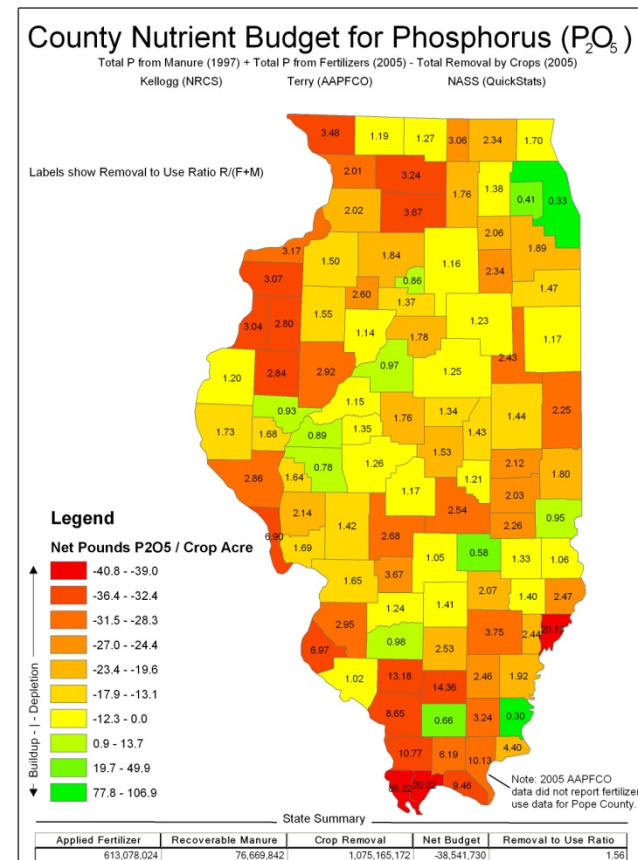 County Nutrient Budget for Phosphorus (P2O5)
Total P from Manure (1997) + Total P from Fertilizers (2005) - Total Removal by Crops (2005)
Kellogg (NRCS) Terry (AAPFCO) NASS (QuickStats)
Labels show Removal to Use Ratio R/(F+M)
3.48 1.19 1.27 3.06 2.34 1.70
2.01 3.24 1.76 1.38 0.41 0.33
2.02 3.67
2.06 1.89
3.17 1.50 1.84 1.16 2.34
3.07 2.60 0.86 1.47
1.55 1.37
3.04 2.80 1.14 1.78 1.23 1.17
2.43
1.20 2.84 2.92 0.97 1.25
1.15
0.93 1.76 1.34 1.44 2.25
1.73 1.68 0.89 1.35 1.43
1.53
2.86 1.64 0.78 1.26 1.21 2.12 1.80
1.17 2.03
2.14 1.42 2.54 2.26 0.95
6.90 1.69 2.68 1.05 0.58 1.33 1.06
1.65 3.67 2.07 1.40 2.47
2.95 1.24 1.41
6.97 0.98 2.53 3.75 2.44 20.12
1.02 13.18 14.36 2.46 1.92
8.65 0.66 3.24 0.30
10.77 6.19 10.13 4.40
85.22 20.32 9.46
Legend
Net Pounds P2O5 / Crop Acre
Buildup - | - Depletion
-40.8 - -39.0
-36.4 - -32.4
-31.5 - -28.3
-27.0 - -24.4
-23.4 - -19.6
-17.9 - -13.1
-12.3 - 0.0
0.9 - 13.7
19.7 - 49.9
77.8 - 106.9
Note: 2005 AAPFCO
data did not report fertilizer
use data for Pope County.
State Summary
Applied Fertilizer Recoverable Manure Crop Removal Net Budget Removal to Use Ratio
613,078,024 76,669,842 1,075,165,172 -38,541,730 1.56